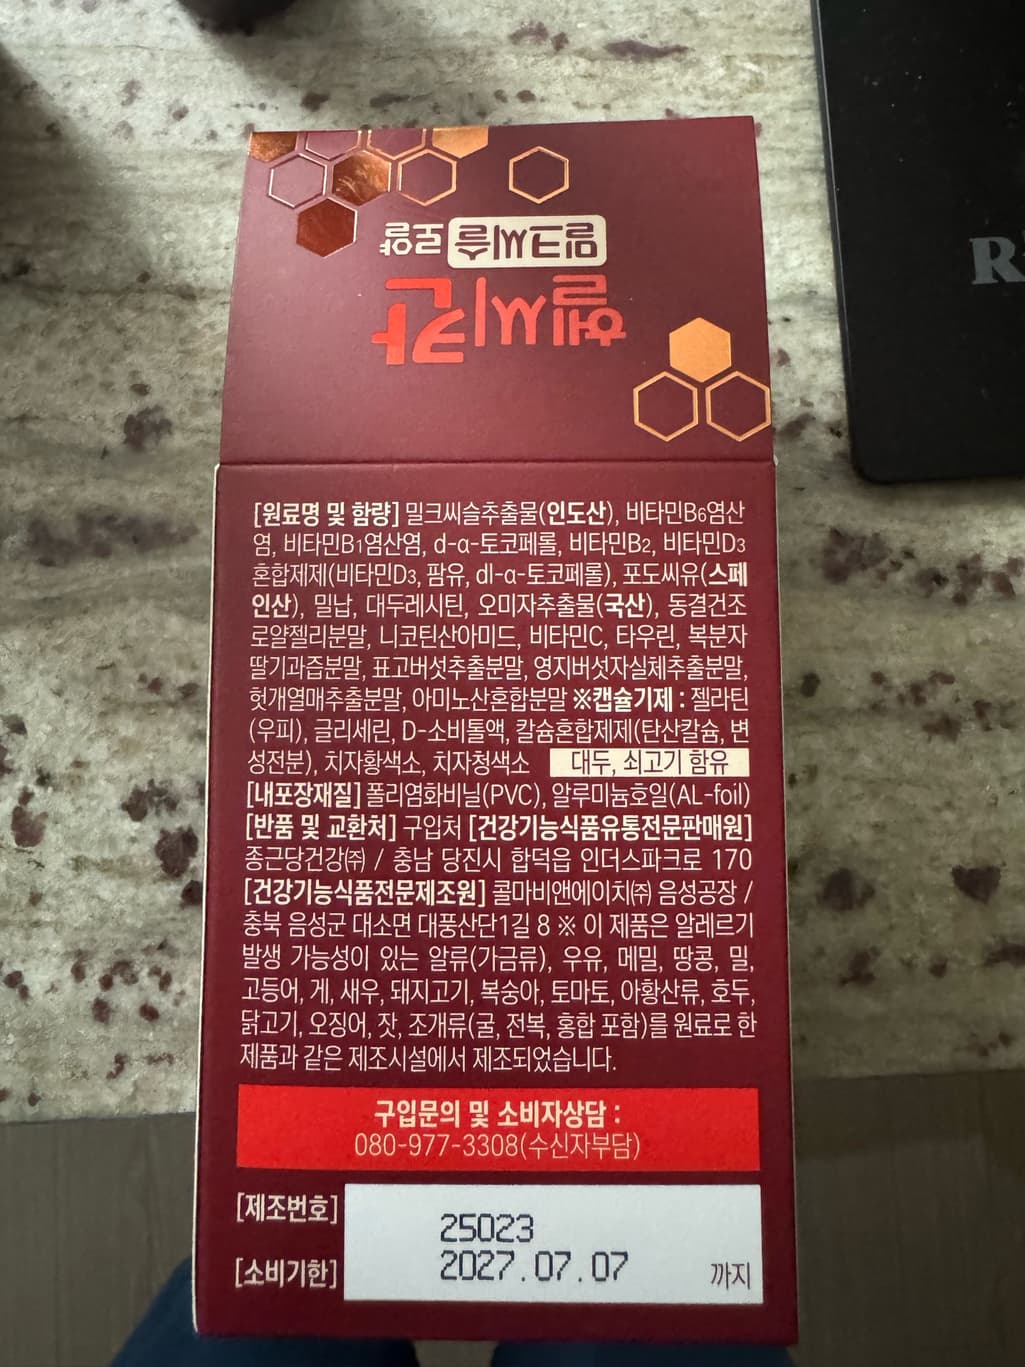 밀크씨슬 로얄
헬씨칸
R
[원료명 및 함량] 밀크씨슬추출물(인도산), 비타민B6염산
염, 비타민B1염산염, d-α-토코페롤, 비타민B2, 비타민D3
혼합제제(비타민D3, 팜유, dl-α-토코페롤), 포도씨유(스페
인산), 밀납, 대두레시틴, 오미자추출물(국산), 동결건조
로얄젤리분말, 니코틴산아미드, 비타민C, 타우린, 복분자
딸기과즙분말, 표고버섯추출분말, 영지버섯자실체추출분말,
헛개열매추출분말, 아미노산혼합분말 ※캡슐기제 : 젤라틴
(우피), 글리세린, D-소비톨액, 칼슘혼합제제(탄산칼슘, 변
성전분), 치자황색소, 치자청색소 대두, 쇠고기 함유
[내포장재질] 폴리염화비닐(PVC), 알루미늄호일(AL-foil)
[반품 및 교환처] 구입처 [건강기능식품유통전문판매원]
종근당건강㈜ / 충남 당진시 합덕읍 인더스파크로 170
[건강기능식품전문제조원] 콜마비앤에이치㈜ 음성공장 /
충북 음성군 대소면 대풍산단1길 8 ※ 이 제품은 알레르기
발생 가능성이 있는 알류(가금류), 우유, 메밀, 땅콩, 밀,
고등어, 게, 새우, 돼지고기, 복숭아, 토마토, 아황산류, 호두,
닭고기, 오징어, 잣, 조개류(굴, 전복, 홍합 포함)를 원료로 한
제품과 같은 제조시설에서 제조되었습니다.
구입문의 및 소비자상담 :
080-977-3308(수신자부담)
[제조번호] 25023
[소비기한] 2027.07.07 까지